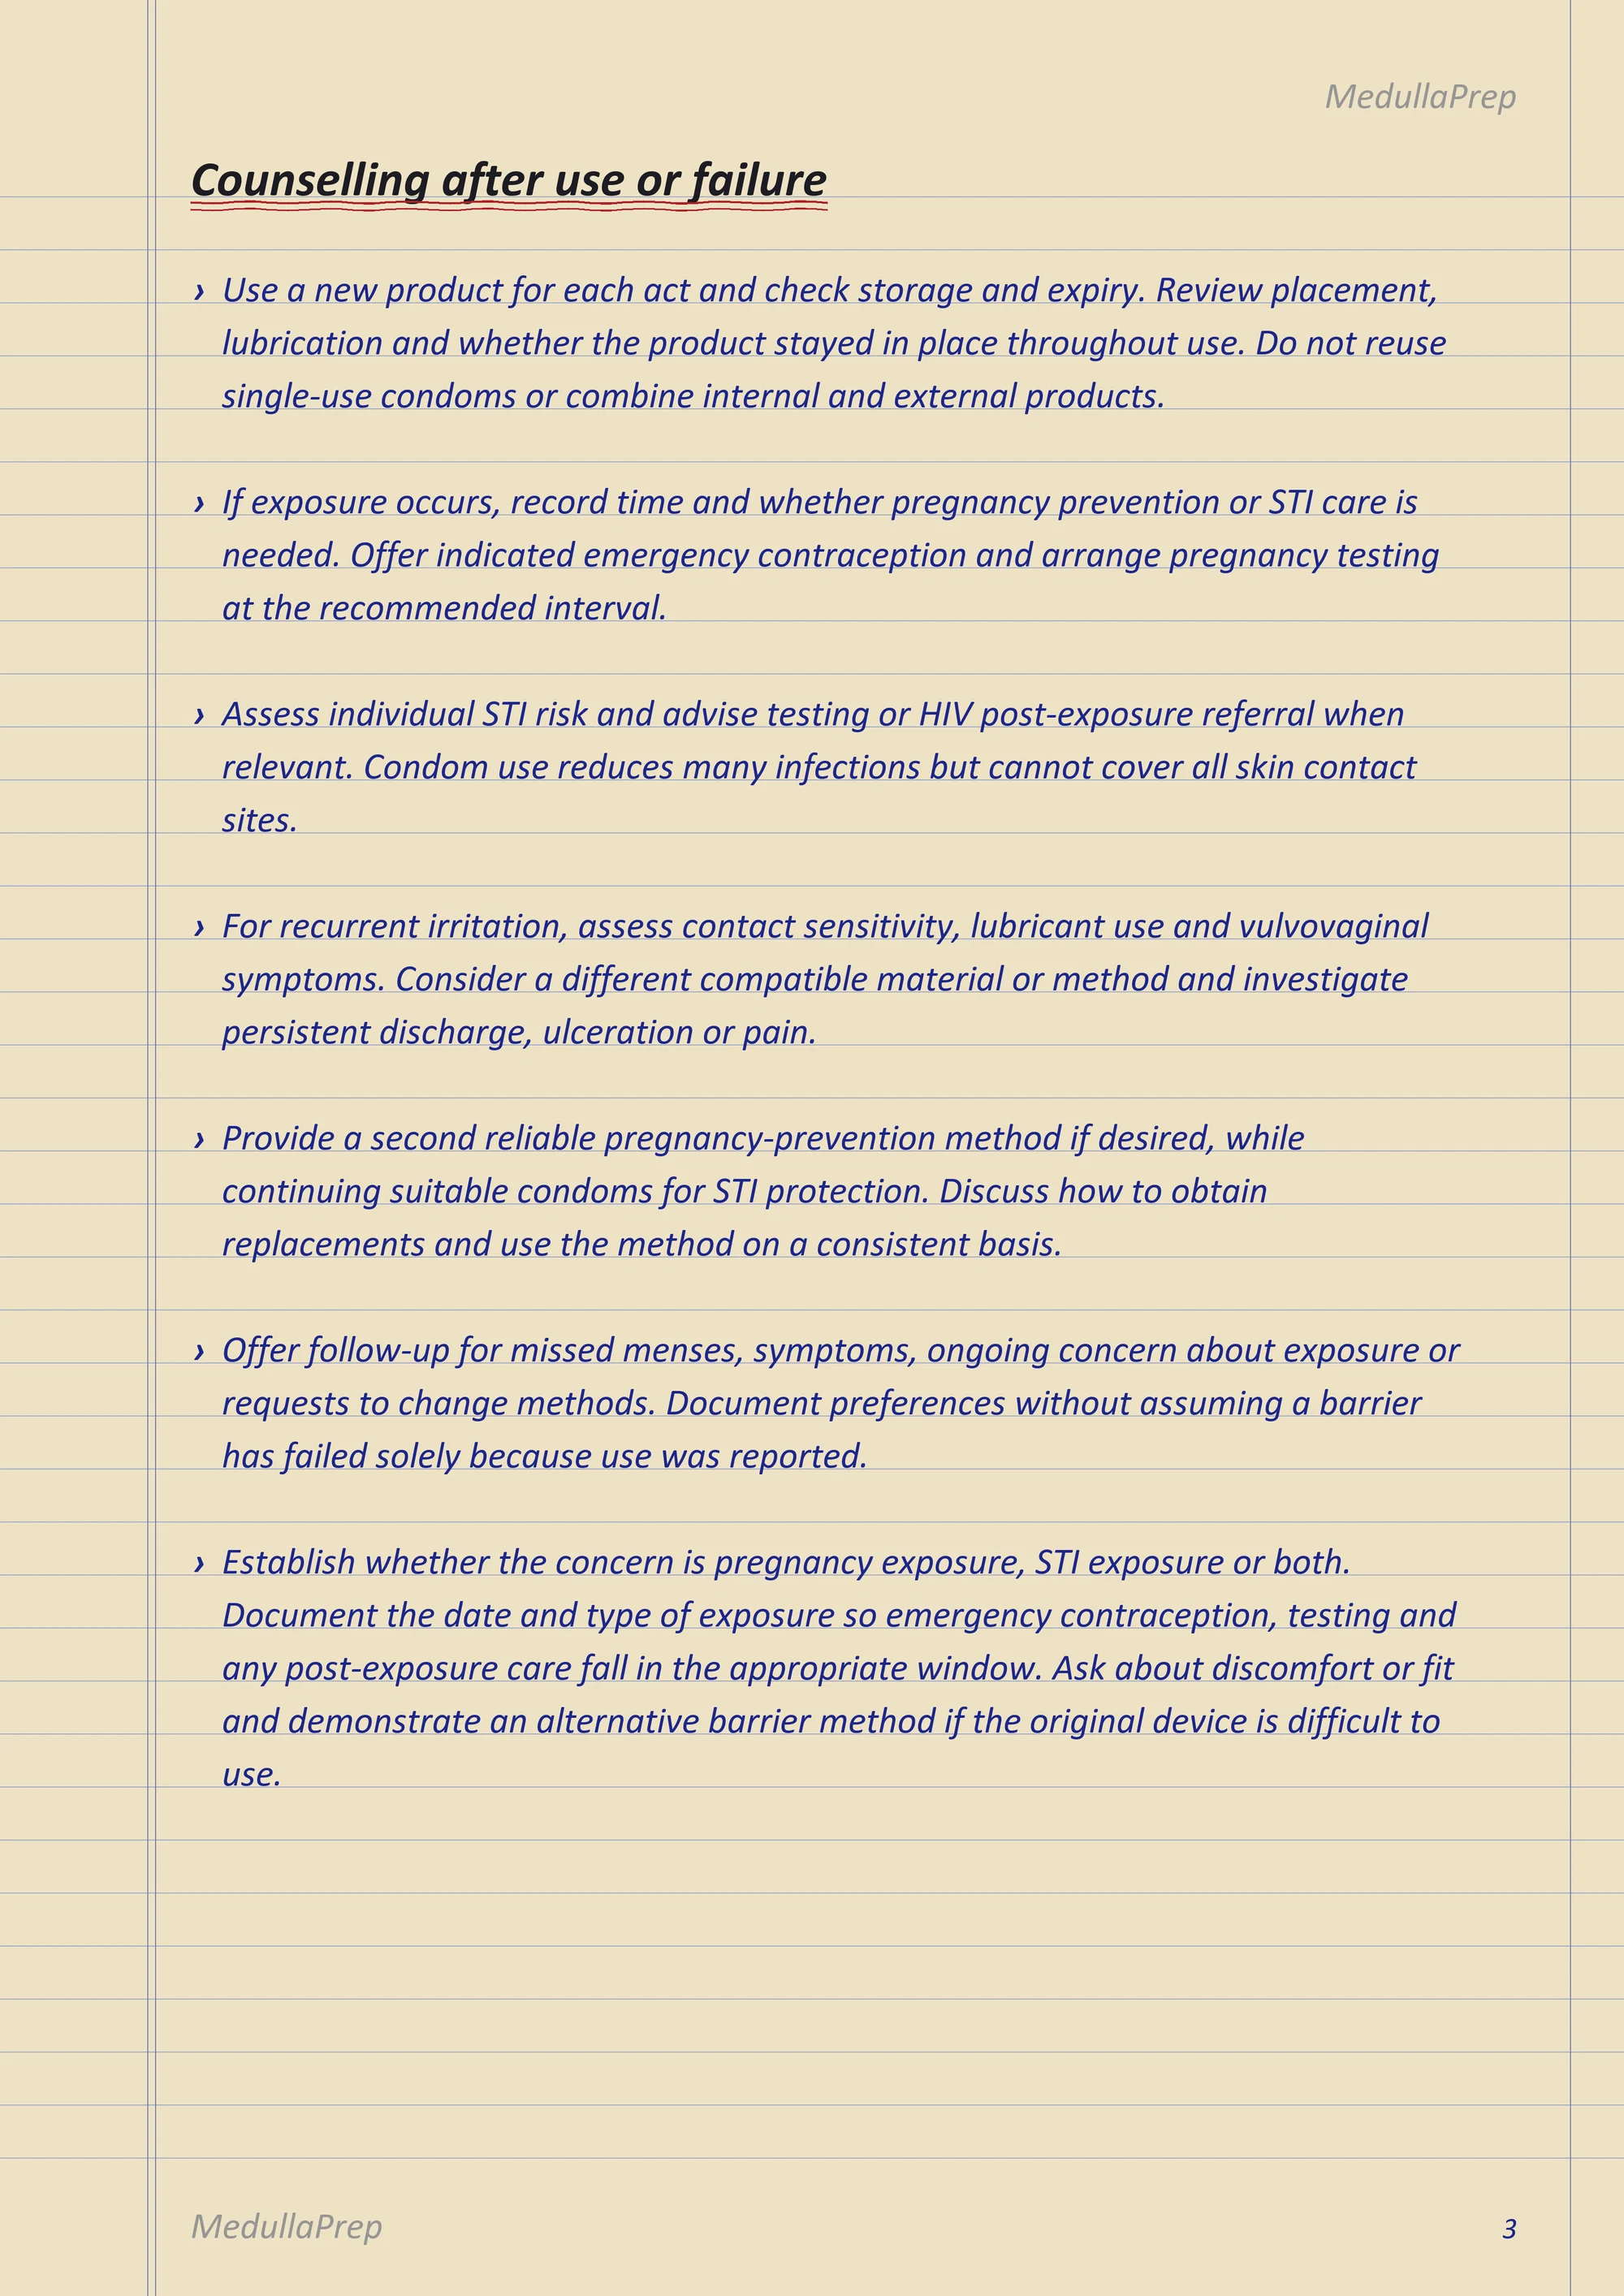 MedullaPrep
Counselling after use or failure
› Use a new product for each act and check storage and expiry. Review placement,
lubrication and whether the product stayed in place throughout use. Do not reuse
single-use condoms or combine internal and external products.
› If exposure occurs, record time and whether pregnancy prevention or STI care is
needed. Offer indicated emergency contraception and arrange pregnancy testing
at the recommended interval.
› Assess individual STI risk and advise testing or HIV post-exposure referral when
relevant. Condom use reduces many infections but cannot cover all skin contact
sites.
› For recurrent irritation, assess contact sensitivity, lubricant use and vulvovaginal
symptoms. Consider a different compatible material or method and investigate
persistent discharge, ulceration or pain.
› Provide a second reliable pregnancy-prevention method if desired, while
continuing suitable condoms for STI protection. Discuss how to obtain
replacements and use the method on a consistent basis.
› Offer follow-up for missed menses, symptoms, ongoing concern about exposure or
requests to change methods. Document preferences without assuming a barrier
has failed solely because use was reported.
› Establish whether the concern is pregnancy exposure, STI exposure or both.
Document the date and type of exposure so emergency contraception, testing and
any post-exposure care fall in the appropriate window. Ask about discomfort or fit
and demonstrate an alternative barrier method if the original device is difficult to
use.
MedullaPrep
3